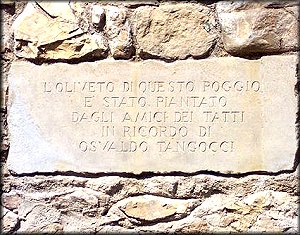 L'OLIVETO DI QUESTO POGGIO
E STATO PIANTATO
DAGLI AMICI DEI TATTI
IN RICORDO DI
OSVALDO TANGOCCI